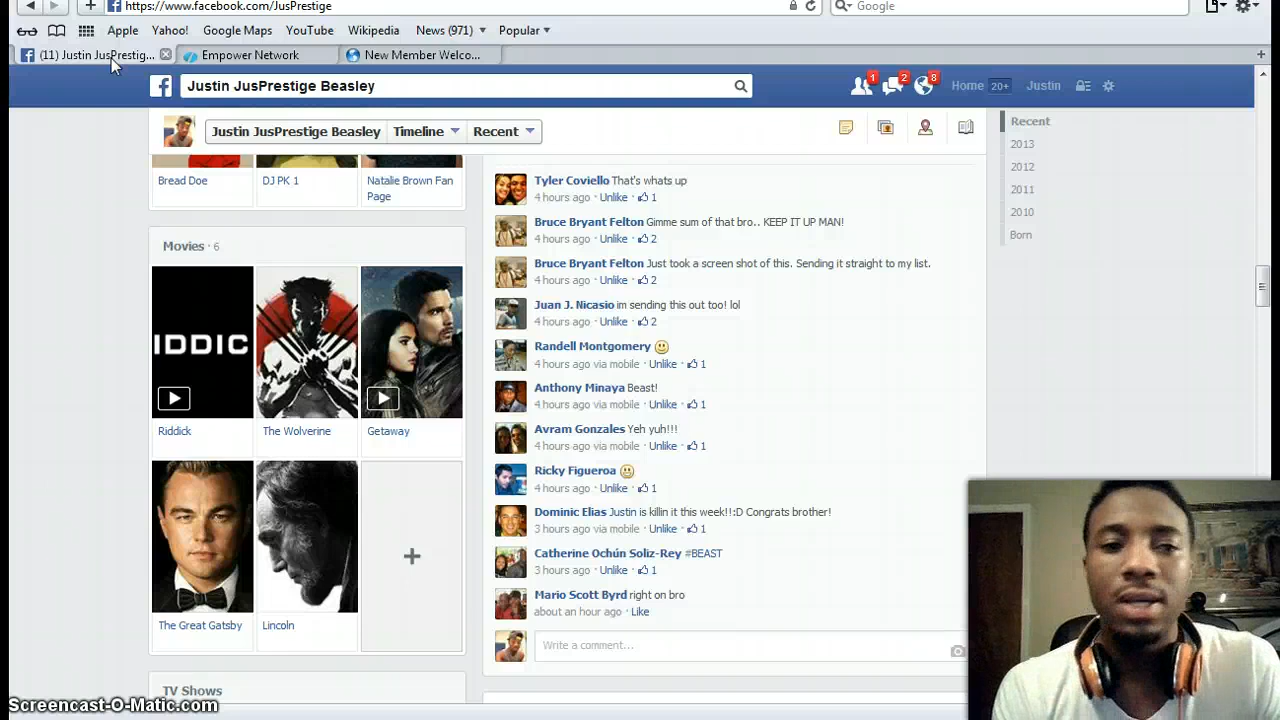 https://www.facebook.com/JusPrestige
Google
Apple Yahoo! Google Maps YouTube Wikipedia News (971) Popular
(11) Justin JusPrestig... Empower Network New Member Welco...
Justin JusPrestige Beasley
1 2 8
Home 20+ Justin
Justin JusPrestige Beasley Timeline Recent
Recent
2013
2012
2011
2010
Born
Bread Doe
DJ PK 1
Natalie Brown Fan
Page
Movies · 6
IDDIC
Riddick
The Wolverine
Getaway
The Great Gatsby
Lincoln
TV Shows
Tyler Coviello That's whats up
4 hours ago · Unlike · 1
Bruce Bryant Felton Gimme sum of that bro.. KEEP IT UP MAN!
4 hours ago · Unlike · 2
Bruce Bryant Felton Just took a screen shot of this. Sending it straight to my list.
4 hours ago · Unlike · 2
Juan J. Nicasio im sending this out too! lol
4 hours ago · Unlike · 2
Randell Montgomery
4 hours ago via mobile · Unlike · 1
Anthony Minaya Beast!
4 hours ago via mobile · Unlike · 1
Avram Gonzales Yeh yuh!!!
4 hours ago via mobile · Unlike · 1
Ricky Figueroa
4 hours ago · Unlike · 1
Dominic Elias Justin is killin it this week!!:D Congrats brother!
3 hours ago via mobile · Unlike · 1
Catherine Ochún Soliz-Rey #BEAST
3 hours ago · Unlike · 1
Mario Scott Byrd right on bro
about an hour ago · Like
Write a comment...
Screencast-O-Matic.com